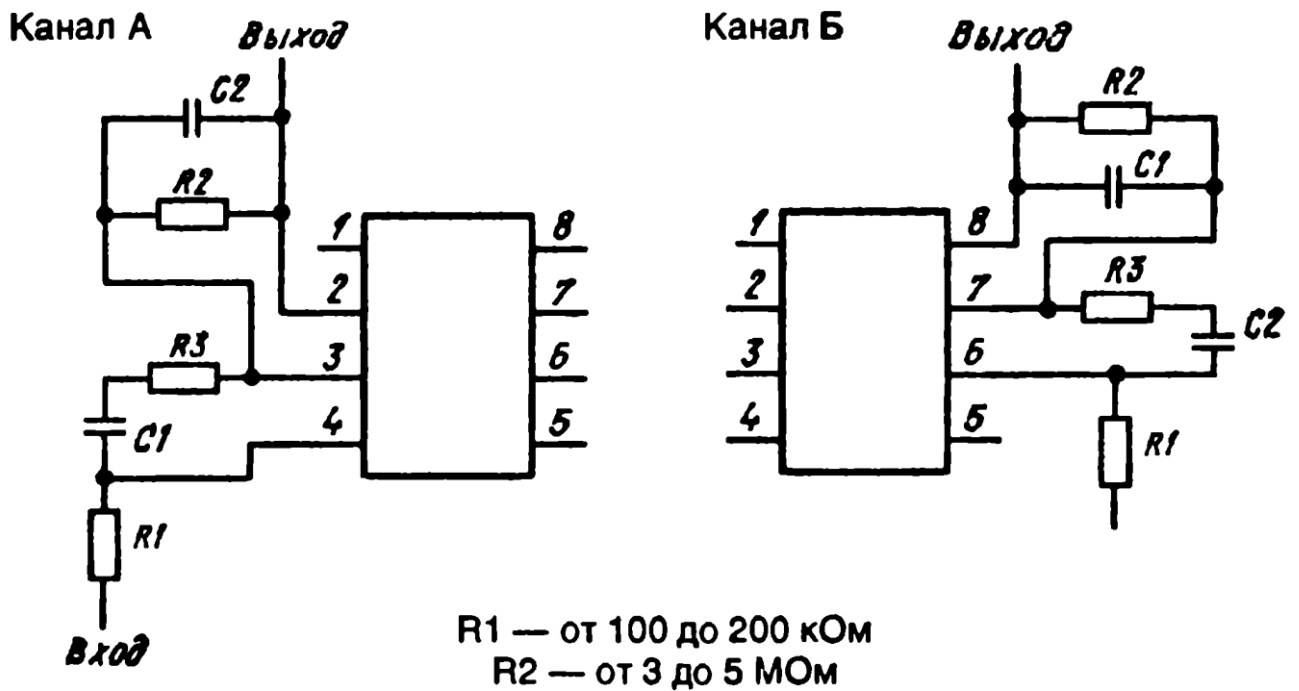 Канал А
Выход
C2
R2
1
8
2
7
3
6
4
5
R3
C1
R1
Вход
Канал Б
Выход
R2
C1
1
8
2
7
3
6
4
5
R3
C2
R1
R1 — от 100 до 200 кОм
R2 — от 3 до 5 МОм